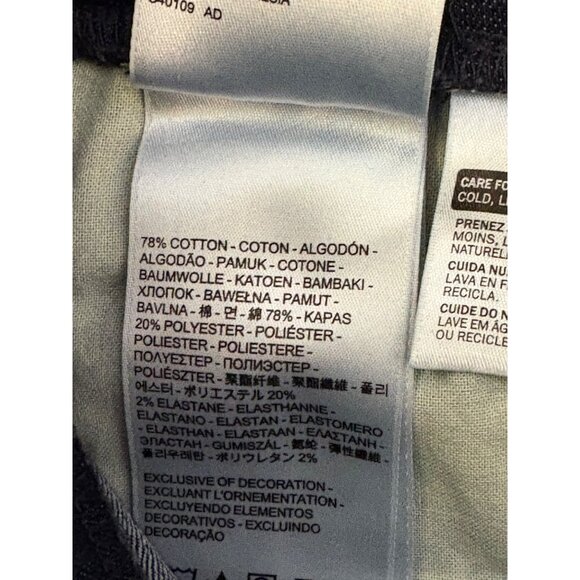 040109 AD
78% COTTON - COTON - ALGODÓN -
ALGODÃO - PAMUK - COTONE -
BAUMWOLLE - KATOEN - BAMBAKI -
ХЛОПОК - BAWEŁNA - PAMUT -
BAVLNA - 棉 - 면 - 綿 78% - KAPAS
20% POLYESTER - POLIÉSTER -
POLIESTER - POLIESTERE -
ΠΟΛΥΕΣΤΕΡ - ПОЛИЭСТЕР -
POLIÉSZTER - 聚酯纤维 - 聚酯纖維 - 폴리
에스터 - ポリエステル 20%
2% ELASTANE - ELASTHANNE -
ELASTANO - ELASTAN - ELASTOMERO
- ELASTHAN - ELASTAAN - ΕΛΑΣΤΑΝΗ -
ЭЛАСТАН - GUMISZÁL - 氨纶 - 彈性纖維 -
폴리우레탄 - ポリウレタン 2%
EXCLUSIVE OF DECORATION -
EXCLUANT L'ORNEMENTATION -
EXCLUYENDO ELEMENTOS
DECORATIVOS - EXCLUINDO
DECORAÇÃO
CARE FO
COLD, LI
PRENEZ
MOINS, L
NATUREL
CUIDA NU
LAVA EN F
RECICLA.
CUIDE DO N
LAVE EM ÁG
OU RECICLE